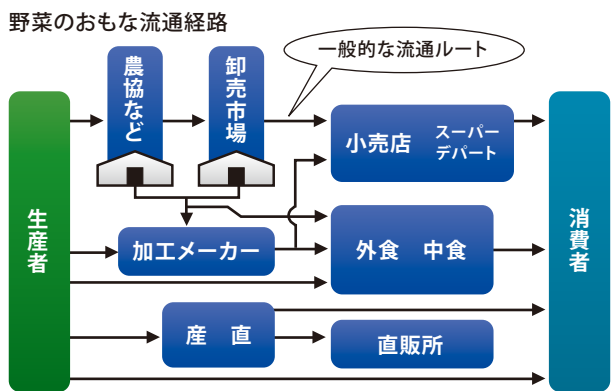 野菜のおもな流通経路
一般的な流通ルート
農協など
卸売市場
小売店
スーパー
デパート
生産者
消費者
加工メーカー
外食 中食
産 直
直販所